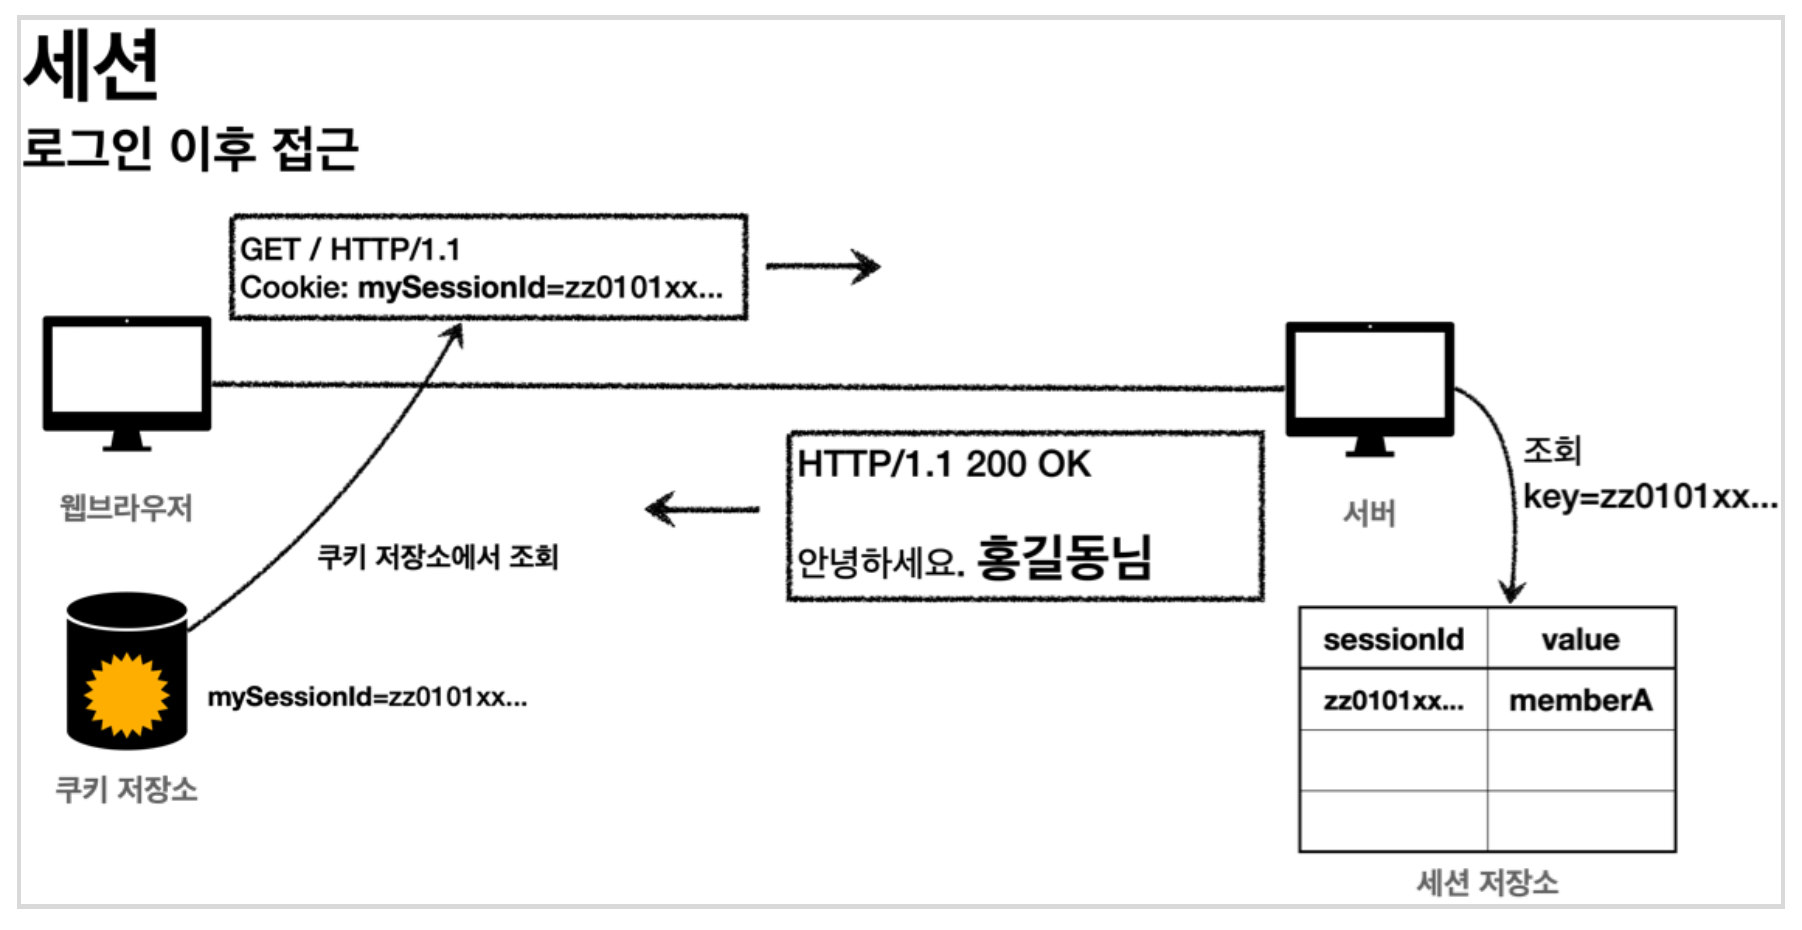 세션
로그인 이후 접근
GET / HTTP/1.1
Cookie: mySessionId=zz0101xx...
웹브라우저
서버
조회
key=zz0101xx...
HTTP/1.1 200 OK
안녕하세요. 홍길동님
쿠키 저장소에서 조회
mySessionId=zz0101xx...
쿠키 저장소
sessionId value
zz0101xx... memberA
세션 저장소